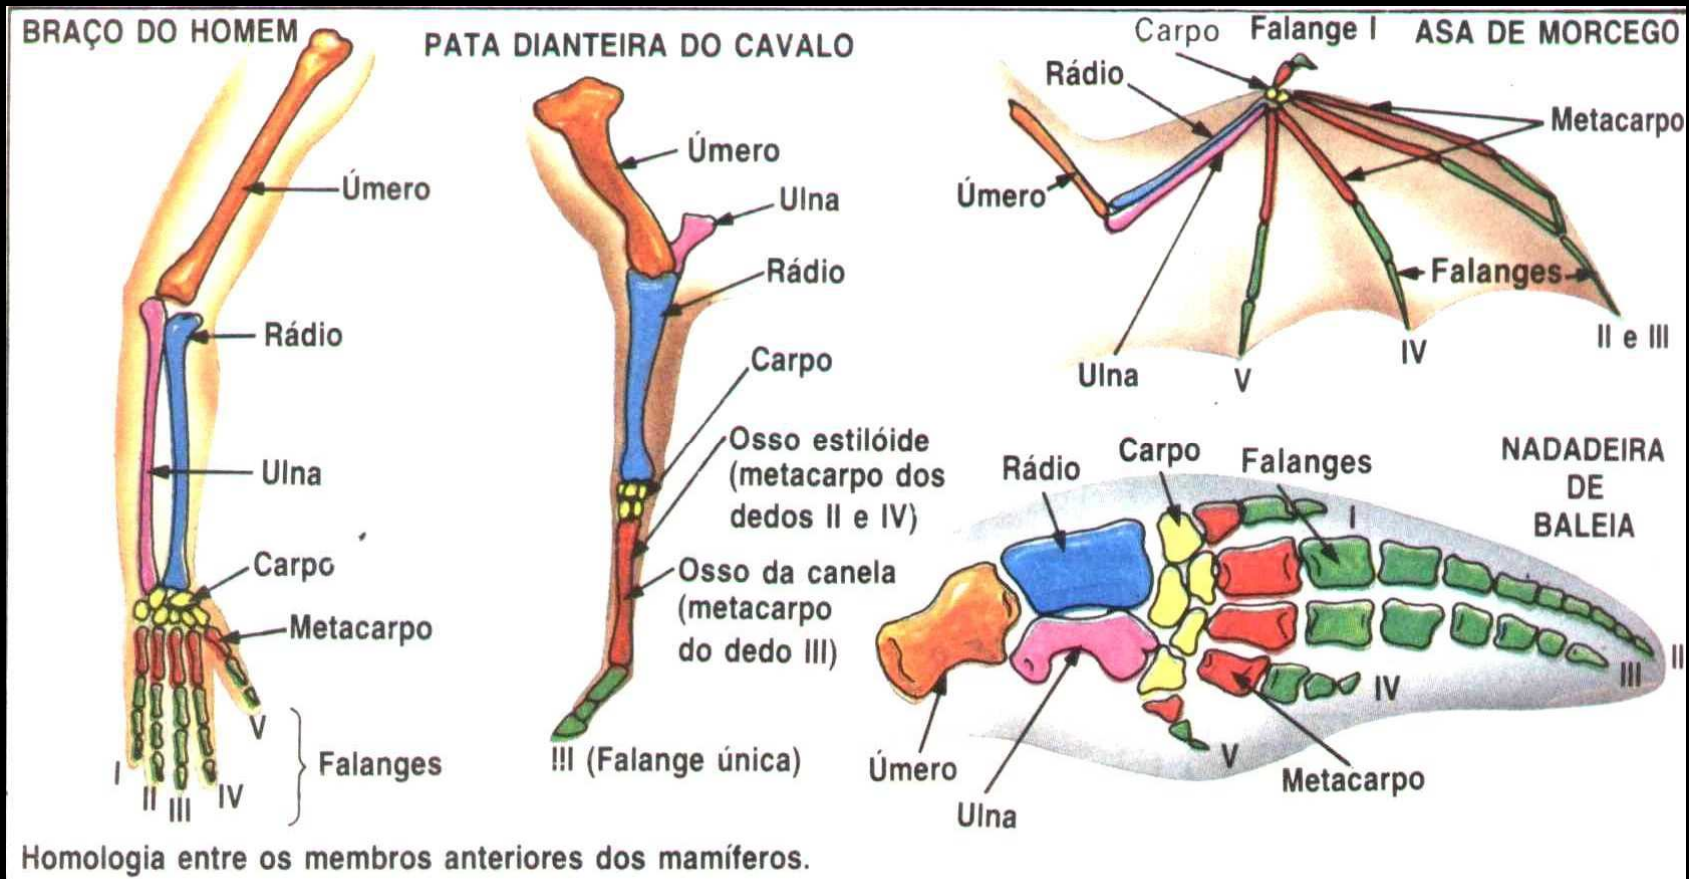 BRAÇO DO HOMEM
Úmero
Rádio
Ulna
Carpo
Metacarpo
I
II
III
IV
V
Falanges
PATA DIANTEIRA DO CAVALO
Úmero
Ulna
Rádio
Carpo
Osso estilóide
(metacarpo dos
dedos II e IV)
Osso da canela
(metacarpo
do dedo III)
III (Falange única)
ASA DE MORCEGO
Carpo
Falange I
Rádio
Metacarpo
Úmero
Falanges
II e III
IV
V
Ulna
NADADEIRA
DE
BALEIA
Rádio
Carpo
Falanges
I
II
III
IV
V
Úmero
Ulna
Metacarpo
Homologia entre os membros anteriores dos mamíferos.